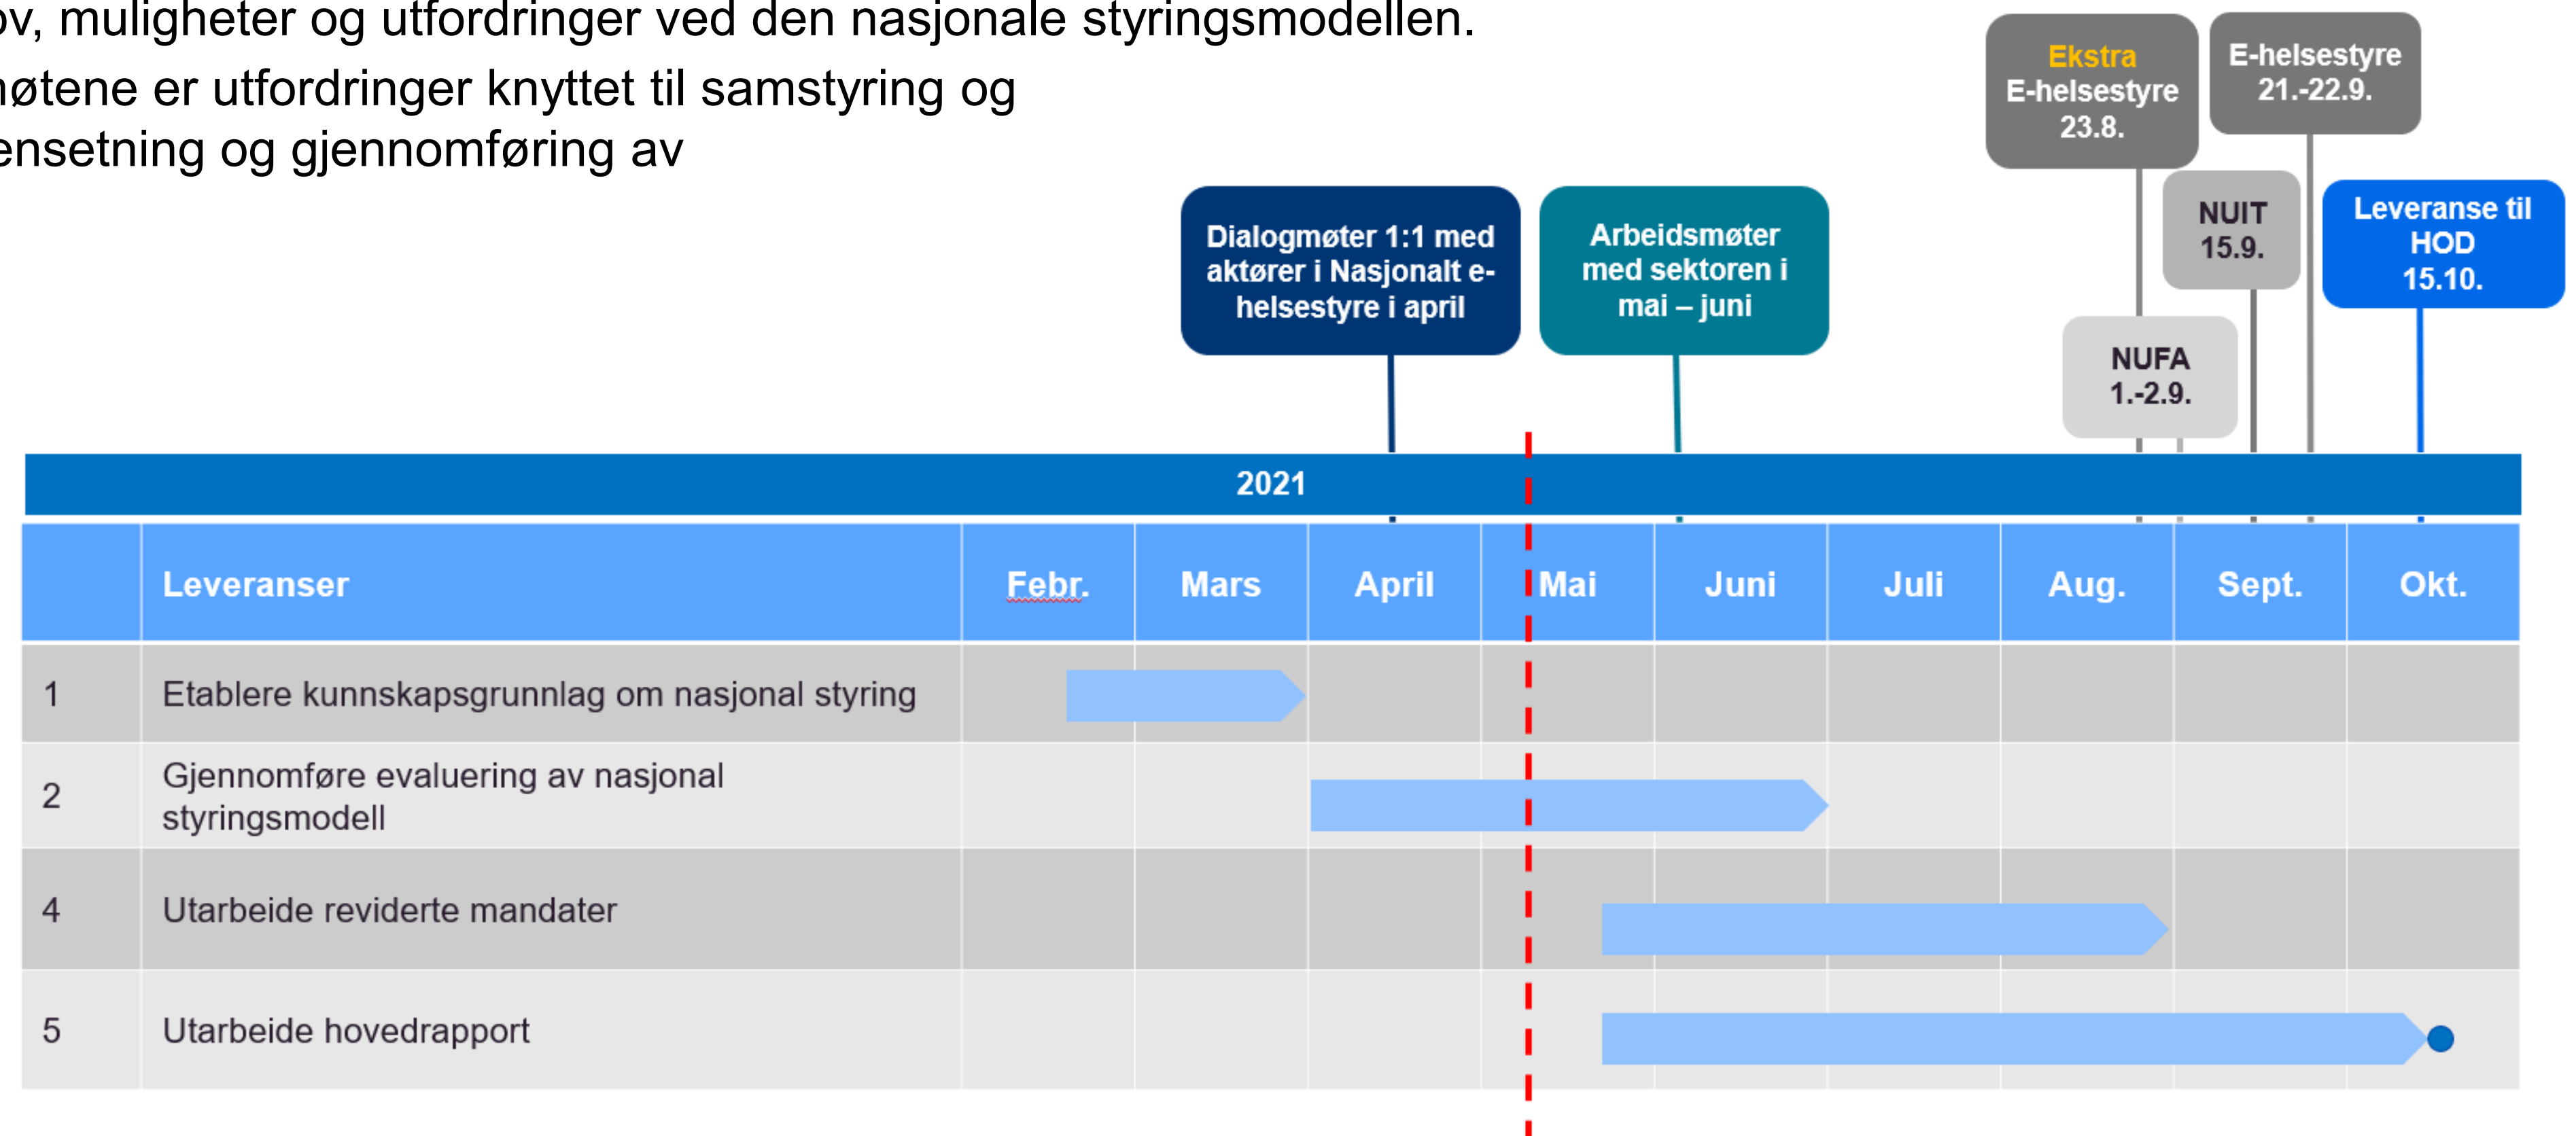 muligheter og utfordringer ved den nasjonale styringsmodellen.
er utfordringer knyttet til samstyring og
og gjennomføring av
Ekstra
E-helsestyre
23.8.
E-helsestyre
21.-22.9.
NUIT
15.9.
Leveranse til
HOD
15.10.
Dialogmøter 1:1 med
aktører i Nasjonalt e-
helsestyre i april
Arbeidsmøter
med sektoren i
mai – juni
NUFA
1.-2.9.
2021
Leveranser
Febr.
Mars
April
Mai
Juni
Juli
Aug.
Sept.
Okt.
1
Etablere kunnskapsgrunnlag om nasjonal styring
2
Gjennomføre evaluering av nasjonal
styringsmodell
4
Utarbeide reviderte mandater
5
Utarbeide hovedrapport